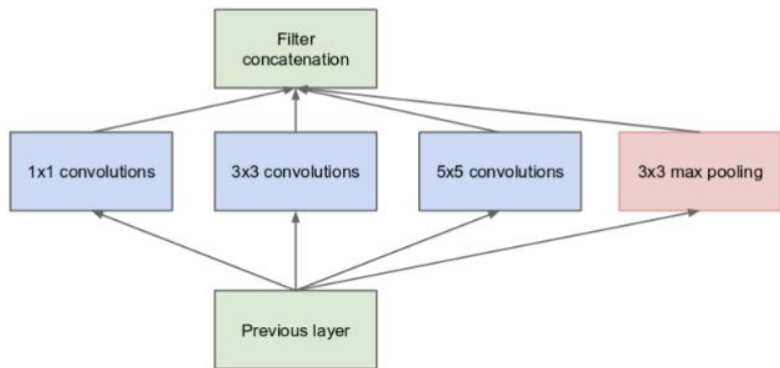 Filter
concatenation
1x1 convolutions
3x3 convolutions
5x5 convolutions
3x3 max pooling
Previous layer